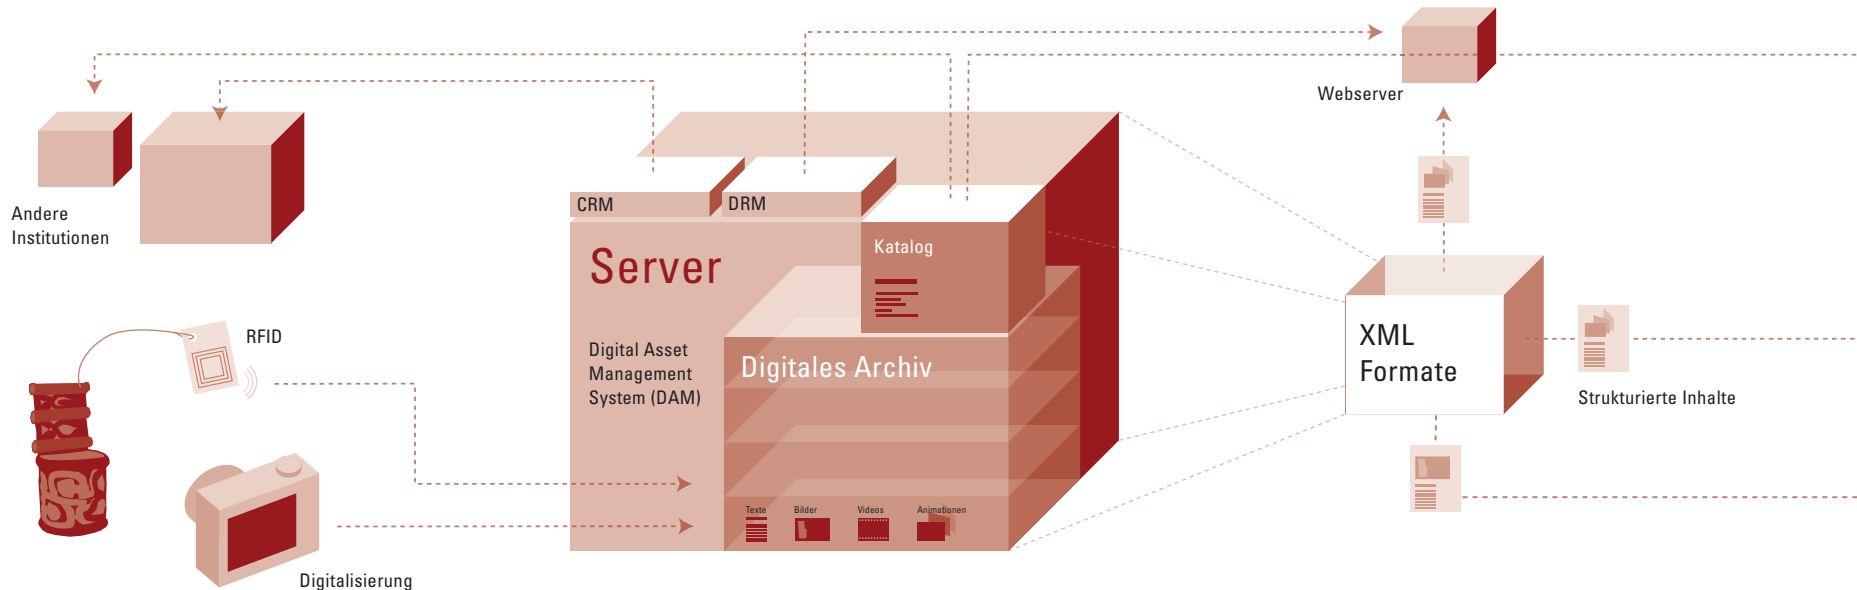 Webserver
Andere
Institutionen
CRM
DRM
Katalog
Server
RFID
Digital Asset
Management
System (DAM)
Digitales Archiv
XML
Formate
Strukturierte Inhalte
Texte
Bilder
Videos
Animationen
Digitalisierung